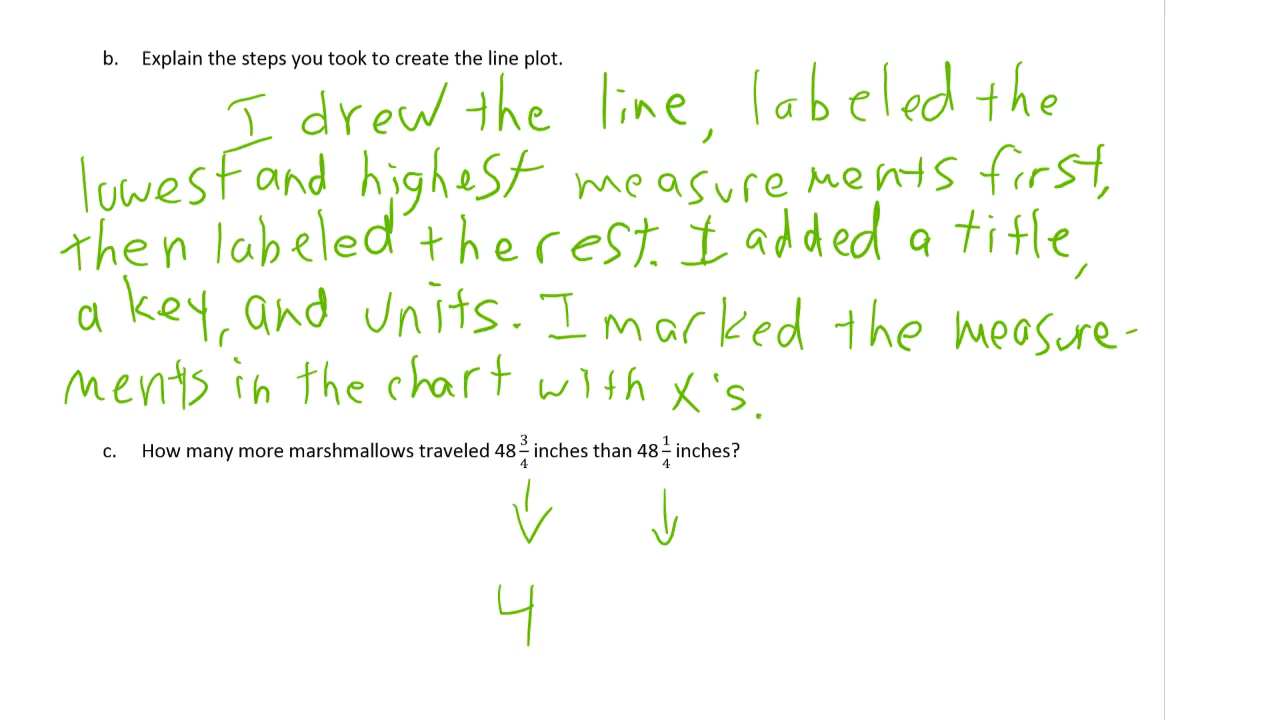 b. Explain the steps you took to create the line plot.
I drew the line, labeled the
lowest and highest measurements first,
then labeled the rest. I added a title,
a key, and units. I marked the measure-
ments in the chart with x's.
c. How many more marshmallows traveled 48 3/4 inches than 48 1/4 inches?
4